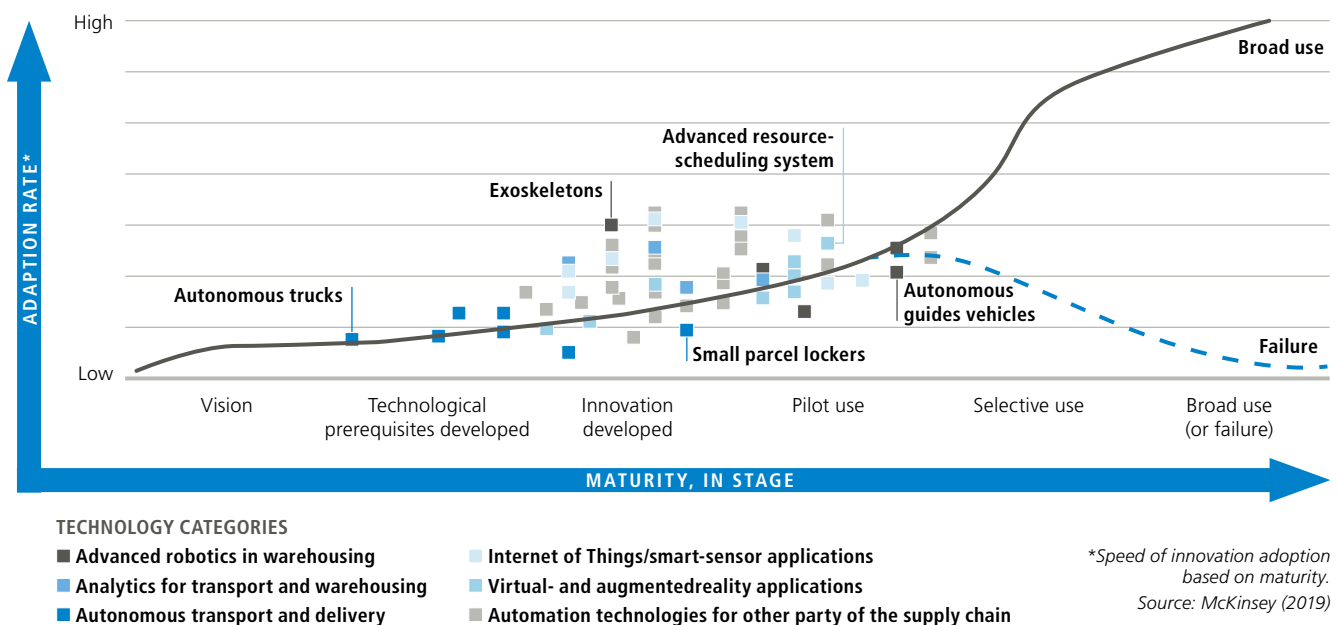 High
Broad use
Advanced resource-
scheduling system
Exoskeletons
ADAPTION RATE*
Autonomous trucks
Autonomous
guides vehicles
Small parcel lockers
Failure
Low
Vision
Technological
prerequisites developed
Innovation
developed
Pilot use
Selective use
Broad use
(or failure)
MATURITY, IN STAGE
TECHNOLOGY CATEGORIES
Advanced robotics in warehousing
Analytics for transport and warehousing
Autonomous transport and delivery
Internet of Things/smart-sensor applications
Virtual- and augmentedreality applications
Automation technologies for other party of the supply chain
*Speed of innovation adoption
based on maturity.
Source: McKinsey (2019)